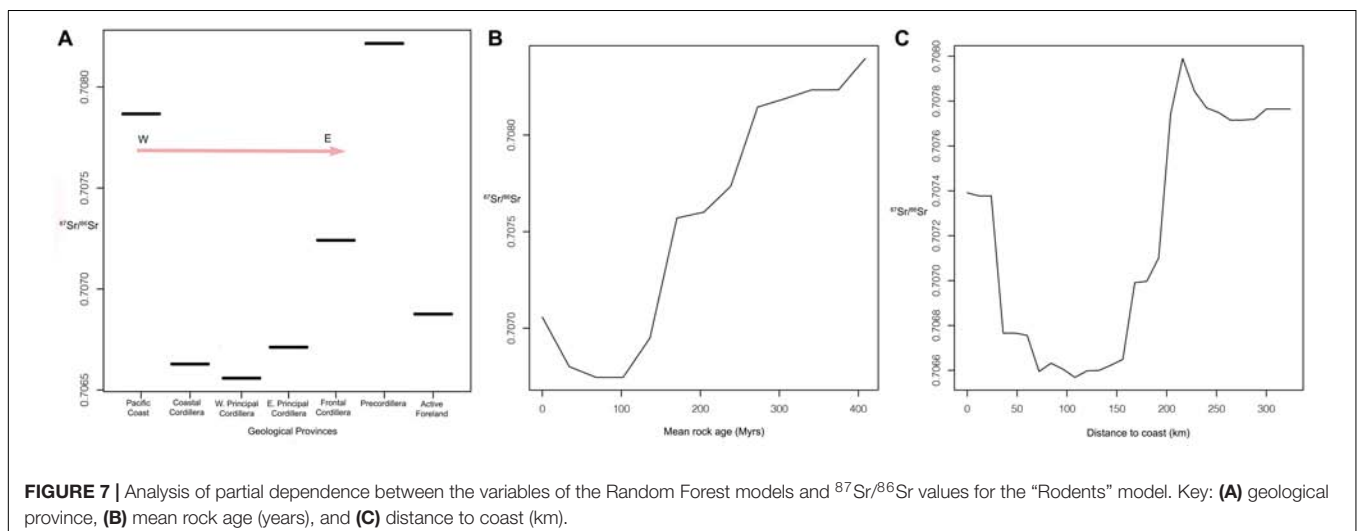 A
0.7080
0.7075
0.7070
0.7065
⁸⁷Sr/⁸⁶Sr
W
E
Pacific
Coast
Coastal
Cordillera
W. Principal
Cordillera
E. Principal
Cordillera
Frontal
Cordillera
Precordillera
Active
Foreland
Geological Provinces
B
0.7080
0.7075
0.7070
⁸⁷Sr/⁸⁶Sr
0 100 200 300 400
Mean rock age (Myrs)
C
0.7080
0.7078
0.7076
0.7074
0.7072
0.7070
0.7068
0.7066
⁸⁷Sr/⁸⁶Sr
0 50 100 150 200 250 300
Distance to coast (km)
FIGURE 7 | Analysis of partial dependence between the variables of the Random Forest models and ⁸⁷Sr/⁸⁶Sr values for the “Rodents” model. Key: (A) geological
province, (B) mean rock age (years), and (C) distance to coast (km).